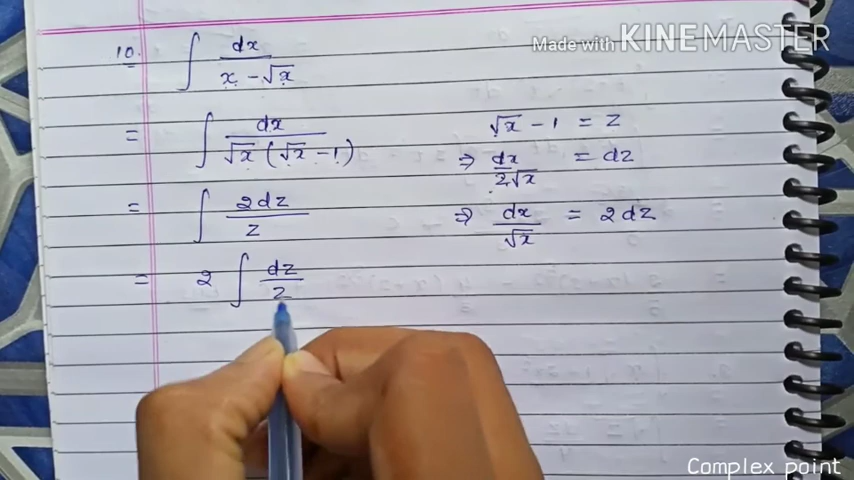 Made with KINEMASTER
10. ∫ dx / (x - √x)
= ∫ dx / (√x (√x - 1))    √x - 1 = z
⇒ dx / (2√x) = dz
= ∫ 2dz / z    ⇒ dx / √x = 2dz
= 2 ∫ dz / z
Complex point